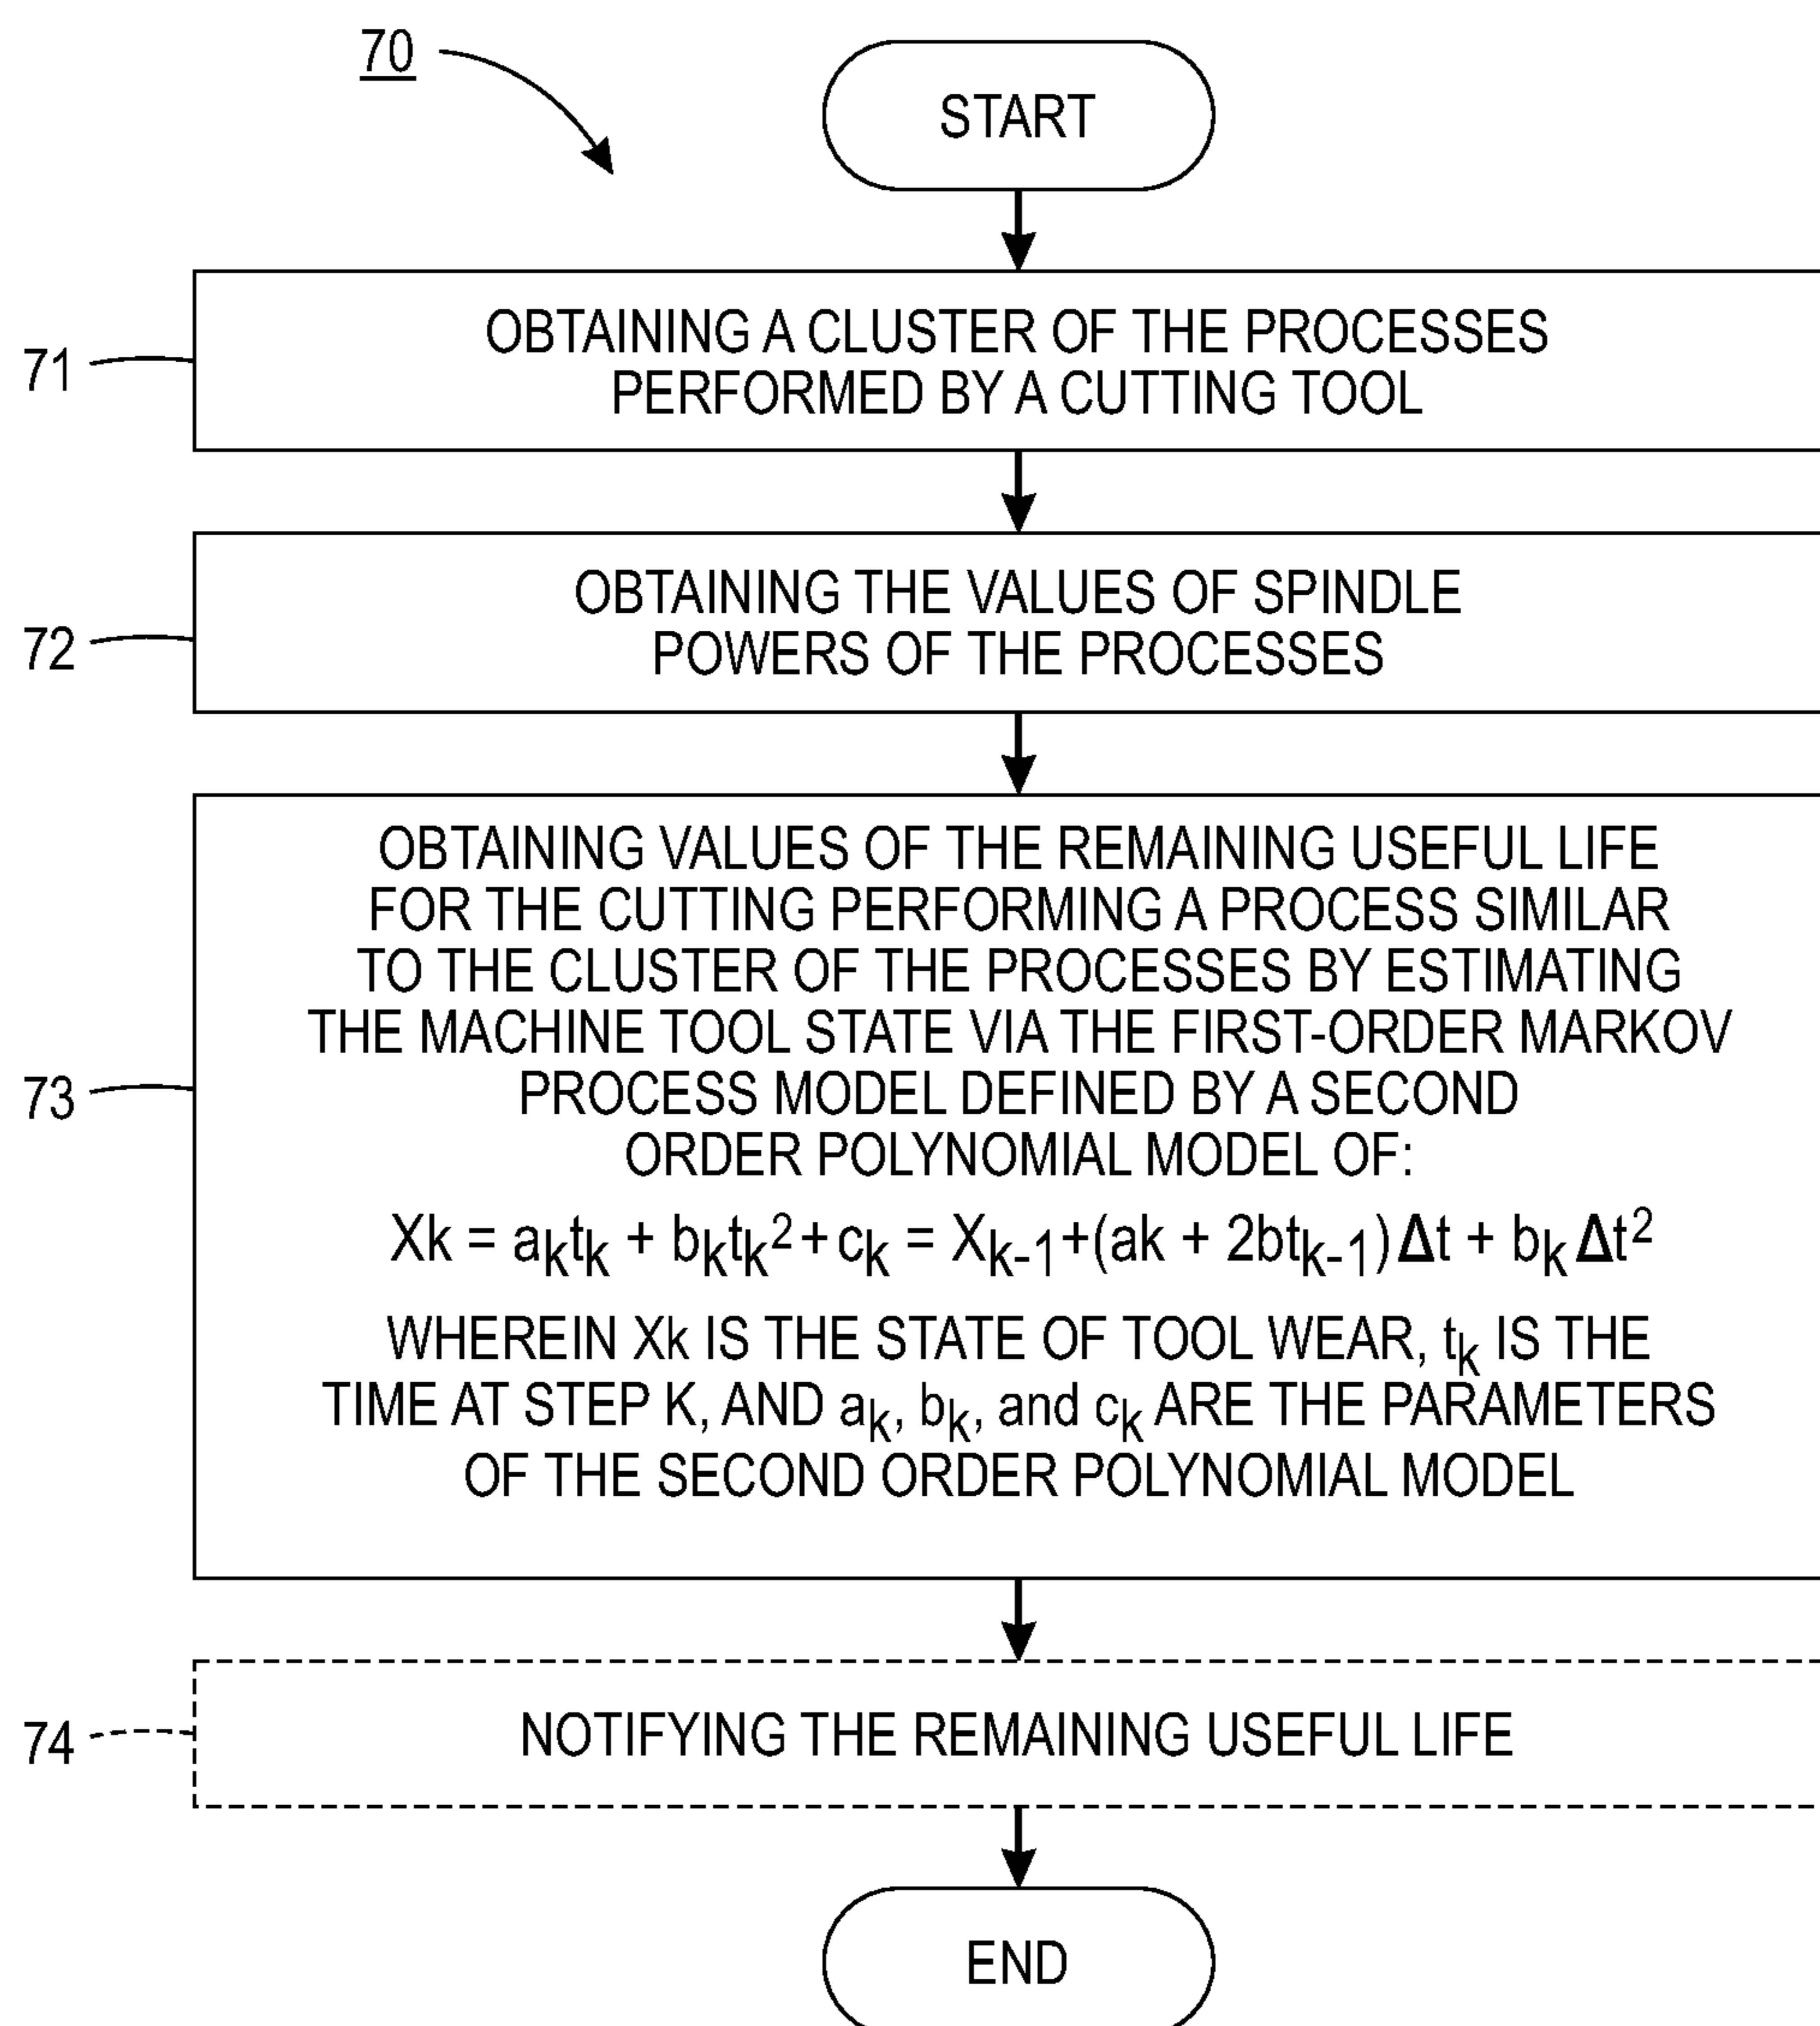 70
START
71
OBTAINING A CLUSTER OF THE PROCESSES
PERFORMED BY A CUTTING TOOL
72
OBTAINING THE VALUES OF SPINDLE
POWERS OF THE PROCESSES
73
OBTAINING VALUES OF THE REMAINING USEFUL LIFE
FOR THE CUTTING PERFORMING A PROCESS SIMILAR
TO THE CLUSTER OF THE PROCESSES BY ESTIMATING
THE MACHINE TOOL STATE VIA THE FIRST-ORDER MARKOV
PROCESS MODEL DEFINED BY A SECOND
ORDER POLYNOMIAL MODEL OF:
Xk = aₖtₖ + bₖtₖ² + cₖ = Xₖ₋₁+(ak + 2btₖ₋₁)Δt + bₖΔt²
WHEREIN Xk IS THE STATE OF TOOL WEAR, tₖ IS THE
TIME AT STEP K, AND aₖ, bₖ, and cₖ ARE THE PARAMETERS
OF THE SECOND ORDER POLYNOMIAL MODEL
74
NOTIFYING THE REMAINING USEFUL LIFE
END